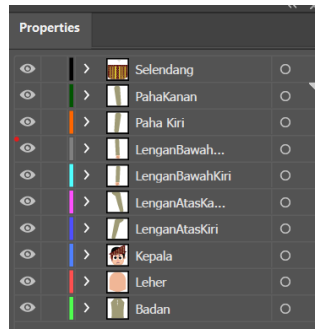 Properties
Selendang
PahaKanan
Paha Kiri
LenganBawah...
LenganBawahKiri
LenganAtasKa...
LenganAtasKiri
Kepala
Leher
Badan